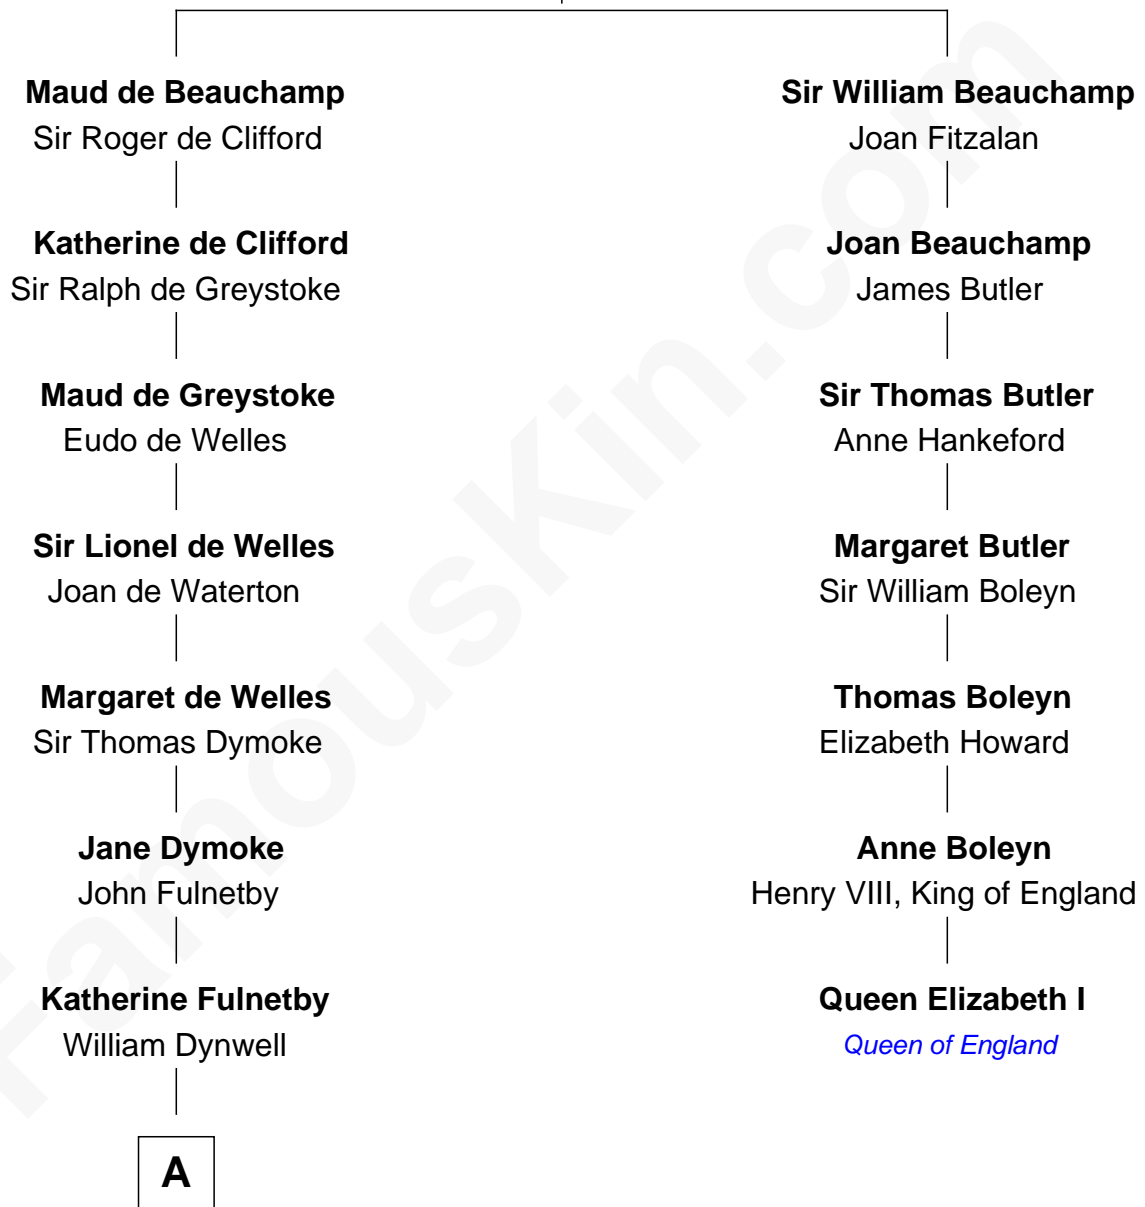 Maud de Beauchamp
Sir Roger de Clifford
Katherine de Clifford
Sir Ralph de Greystoke
Maud de Greystoke
Eudo de Welles
Sir Lionel de Welles
Joan de Waterton
Margaret de Welles
Sir Thomas Dymoke
Jane Dymoke
John Fulnetby
Katherine Fulnetby
William Dynwell
A
Sir William Beauchamp
Joan Fitzalan
Joan Beauchamp
James Butler
Sir Thomas Butler
Anne Hankeford
Margaret Butler
Sir William Boleyn
Thomas Boleyn
Elizabeth Howard
Anne Boleyn
Henry VIII, King of England
Queen Elizabeth I
Queen of England
FamousKin.com